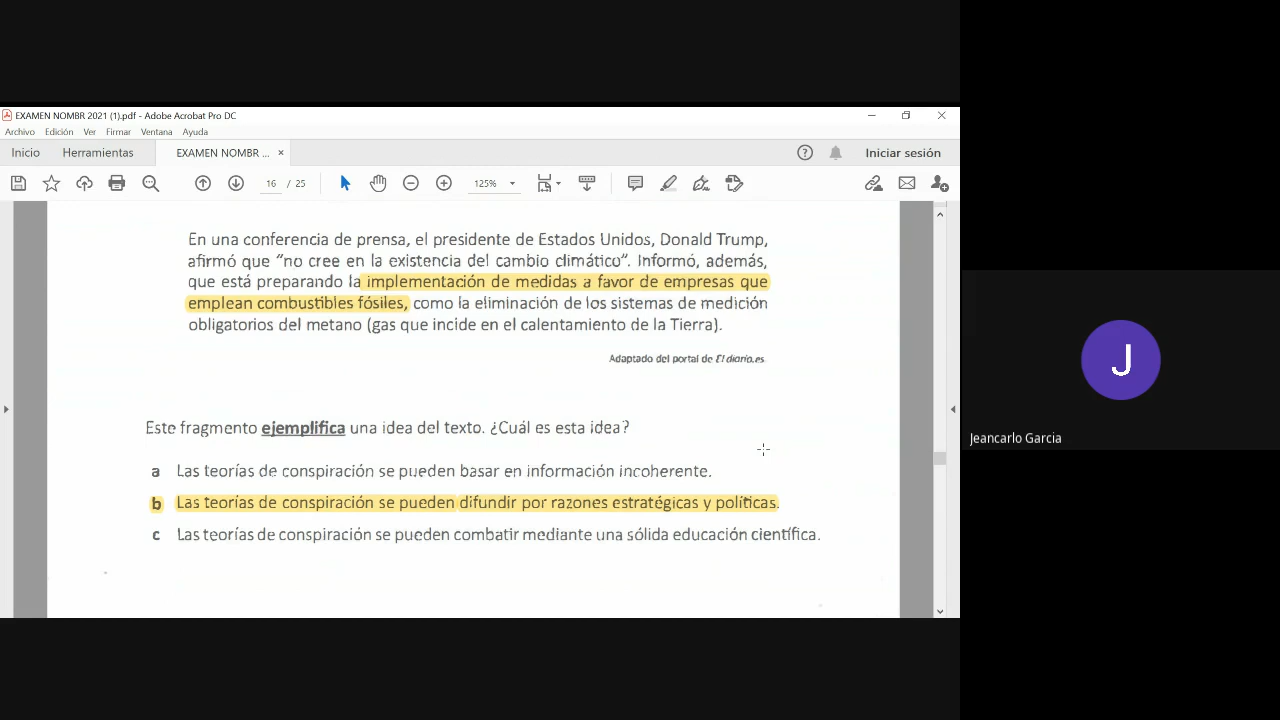 EXAMEN NOMBR 2021 (1).pdf - Adobe Acrobat Pro DC
Archivo Edición Ver Firmar Ventana Ayuda
Inicio Herramientas EXAMEN NOMBR ... × Iniciar sesión
16 / 25 125%
En una conferencia de prensa, el presidente de Estados Unidos, Donald Trump,
afirmó que “no cree en la existencia del cambio climático”. Informó, además,
que está preparando la implementación de medidas a favor de empresas que
emplean combustibles fósiles, como la eliminación de los sistemas de medición
obligatorios del metano (gas que incide en el calentamiento de la Tierra).
Adaptado del portal de El diario.es
Este fragmento ejemplifica una idea del texto. ¿Cuál es esta idea?
a Las teorías de conspiración se pueden basar en información incoherente.
b Las teorías de conspiración se pueden difundir por razones estratégicas y políticas.
c Las teorías de conspiración se pueden combatir mediante una sólida educación científica.
J
Jeancarlo Garcia